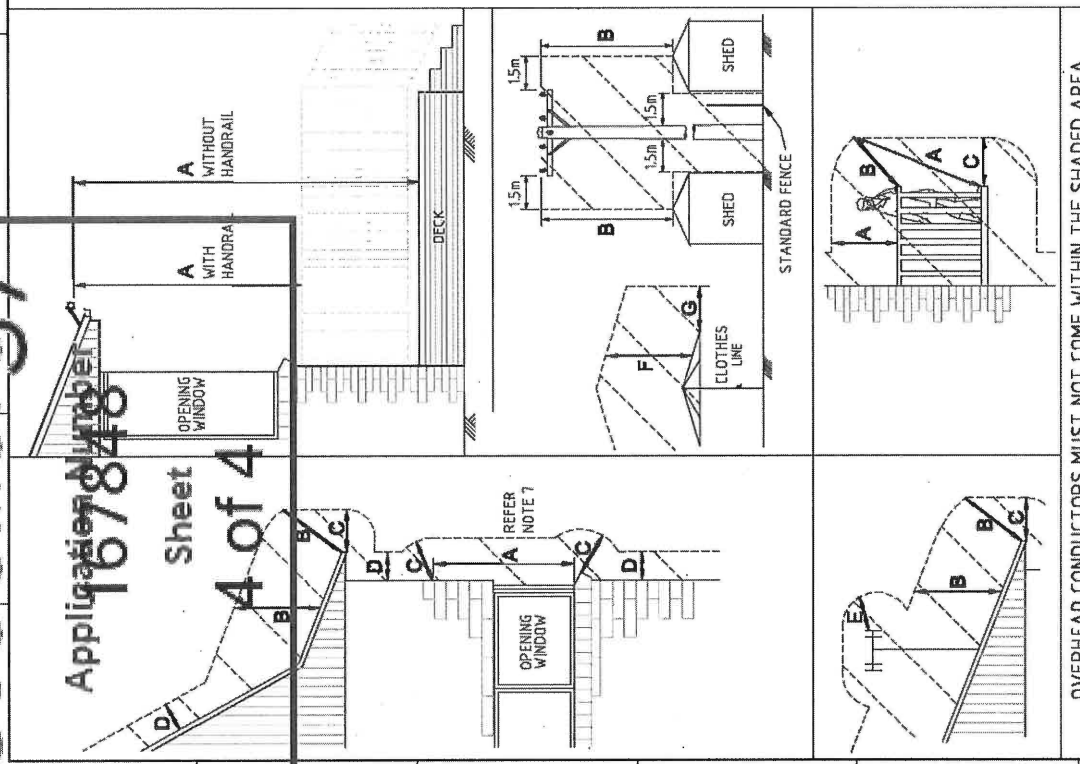 Application Number
167848
Sheet
4 of 4
D
B
B
C
D
C
A
C
D
REFER
NOTE 7
OPENING
WINDOW
E
B
B
C
OPENING
WINDOW
A
WITH
HANDRAIL
A
WITHOUT
HANDRAIL
DECK
F
G
CLOTHES
LINE
1.5m
1.5m
B
B
1.5m
1.5m
SHED
SHED
STANDARD FENCE
A
B
A
C
OVERHEAD CONDUCTORS MUST NOT COME WITHIN THE SHADED AREA